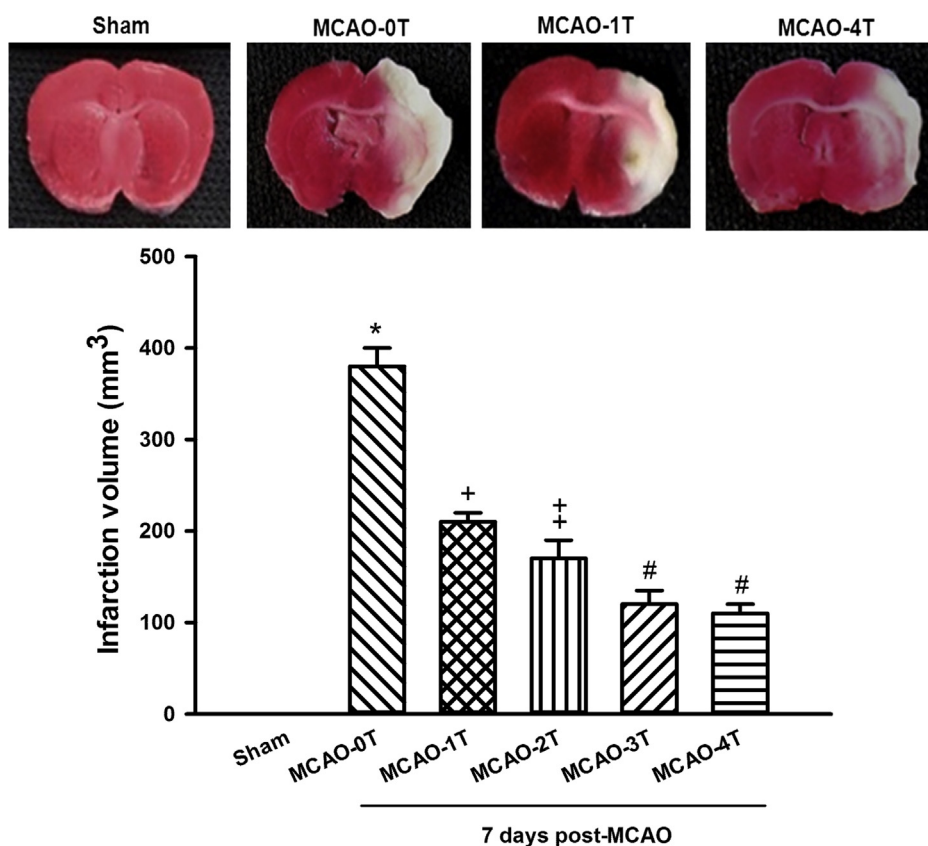 Sham MCAO-0T MCAO-1T MCAO-4T
Infarction volume (mm³)
500
400
300
200
100
0
*
+
‡
#
#
Sham MCAO-0T MCAO-1T MCAO-2T MCAO-3T MCAO-4T
7 days post-MCAO